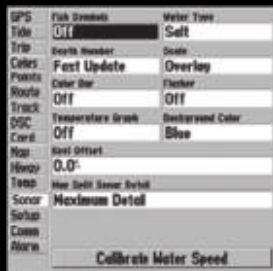 GPS
Tide
Trip
Celes
Points
Route
Track
DSC
Card
Map
Hiway
Temp
Sonar
Setup
Comm
Alarm
Fish Symbols
Off
Water Type
Salt
Depth Number
Fast Update
Scale
Overlay
Color Bar
Off
Flasher
Off
Temperature Graph
Off
Background Color
Blue
Keel Offset
0.0'
Map Split Sonar Detail
Maximum Detail
Calibrate Water Speed